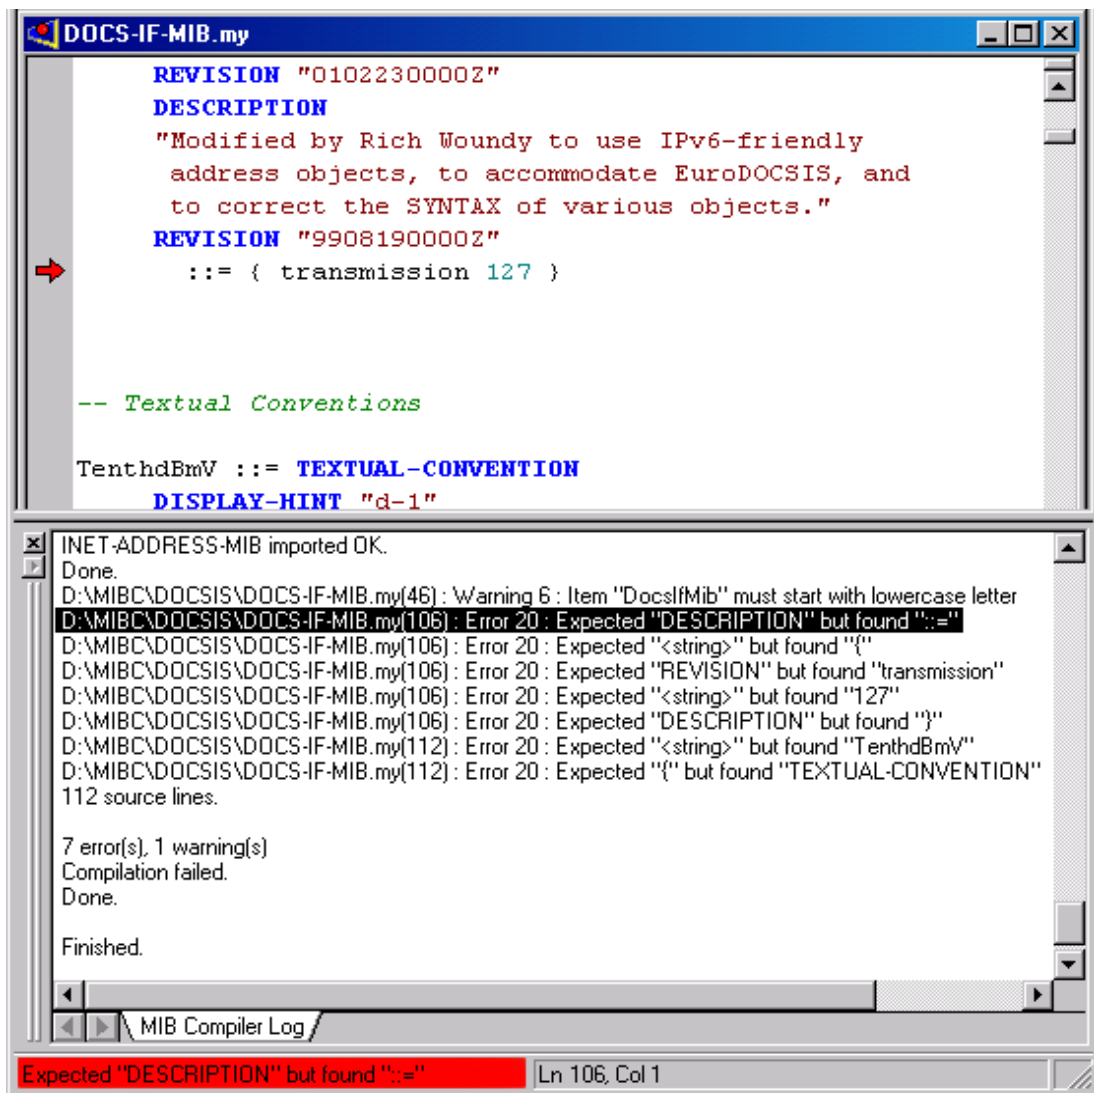 DOCS-IF-MIB.my
REVISION "0102230000Z"
DESCRIPTION
"Modified by Rich Woundy to use IPv6-friendly
address objects, to accommodate EuroDOCSIS, and
to correct the SYNTAX of various objects."
REVISION "9908190000Z"
::= { transmission 127 }
-- Textual Conventions
TenthdBmV ::= TEXTUAL-CONVENTION
DISPLAY-HINT "d-1"
INET-ADDRESS-MIB imported OK.
Done.
D:\MIBC\DOCSIS\DOCS-IF-MIB.my(46) : Warning 6 : Item "DocsIfMib" must start with lowercase letter
D:\MIBC\DOCSIS\DOCS-IF-MIB.my(106) : Error 20 : Expected "DESCRIPTION" but found "::="
D:\MIBC\DOCSIS\DOCS-IF-MIB.my(106) : Error 20 : Expected "<string>" but found "{"
D:\MIBC\DOCSIS\DOCS-IF-MIB.my(106) : Error 20 : Expected "REVISION" but found "transmission"
D:\MIBC\DOCSIS\DOCS-IF-MIB.my(106) : Error 20 : Expected "<string>" but found "127"
D:\MIBC\DOCSIS\DOCS-IF-MIB.my(106) : Error 20 : Expected "DESCRIPTION" but found "}"
D:\MIBC\DOCSIS\DOCS-IF-MIB.my(112) : Error 20 : Expected "<string>" but found "TenthdBmV"
D:\MIBC\DOCSIS\DOCS-IF-MIB.my(112) : Error 20 : Expected "{" but found "TEXTUAL-CONVENTION"
112 source lines.
7 error(s), 1 warning(s)
Compilation failed.
Done.
Finished.
MIB Compiler Log
Expected "DESCRIPTION" but found "::=" Ln 106, Col 1